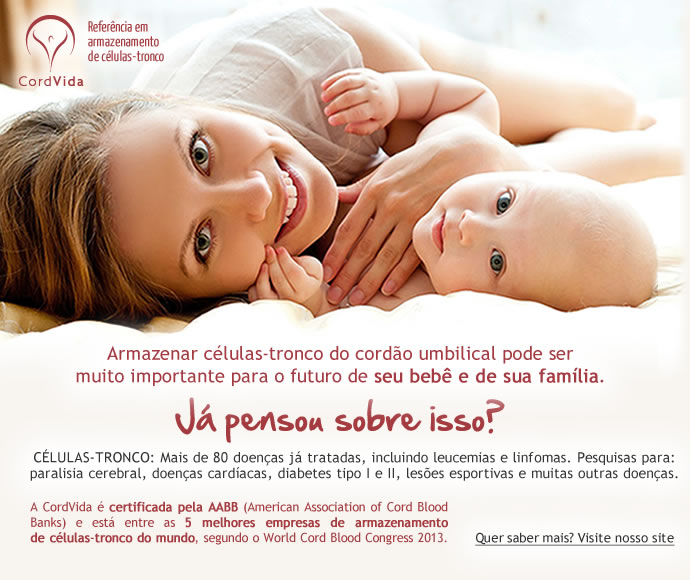 Referência em
armazenamento
de células-tronco
CordVida
Armazenar células-tronco do cordão umbilical pode ser
muito importante para o futuro de seu bebê e de sua família.
Já pensou sobre isso?
CÉLULAS-TRONCO: Mais de 80 doenças já tratadas, incluindo leucemias e linfomas. Pesquisas para:
paralisia cerebral, doenças cardíacas, diabetes tipo I e II, lesões esportivas e muitas outras doenças.
A CordVida é certificada pela AABB (American Association of Cord Blood
Banks) e está entre as 5 melhores empresas de armazenamento
de células-tronco do mundo, segundo o World Cord Blood Congress 2013.
Quer saber mais? Visite nosso site